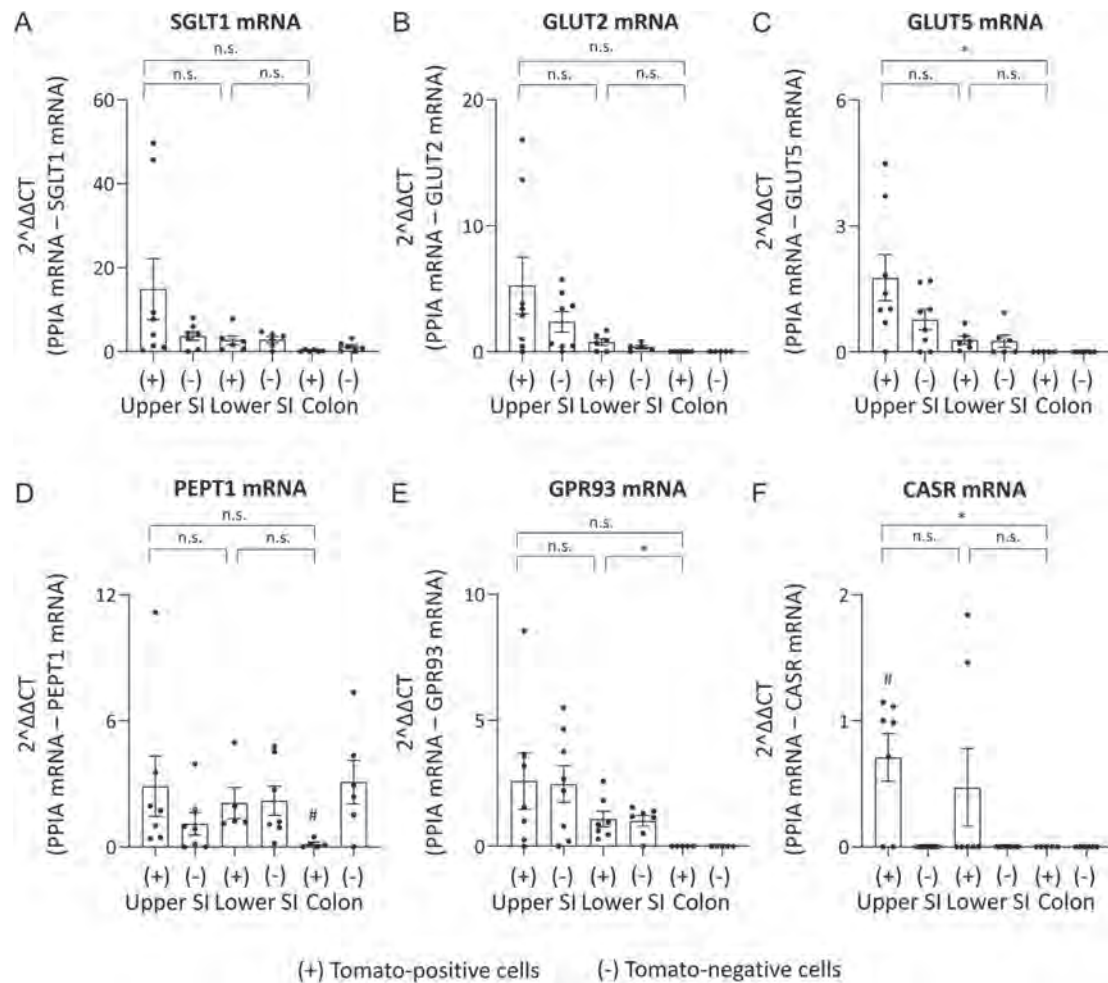 A
SGLT1 mRNA
n.s.
n.s. n.s.
2^ΔΔCT
(PPIA mRNA – SGLT1 mRNA)
60
40
20
0
(+) (-) (+) (-) (+) (-)
Upper SI Lower SI Colon
B
GLUT2 mRNA
n.s.
n.s. n.s.
2^ΔΔCT
(PPIA mRNA – GLUT2 mRNA)
20
10
0
(+) (-) (+) (-) (+) (-)
Upper SI Lower SI Colon
C
GLUT5 mRNA
*
n.s. n.s.
2^ΔΔCT
(PPIA mRNA – GLUT5 mRNA)
6
3
0
(+) (-) (+) (-) (+) (-)
Upper SI Lower SI Colon
D
PEPT1 mRNA
n.s.
n.s. n.s.
2^ΔΔCT
(PPIA mRNA – PEPT1 mRNA)
12
6
0
#
(+) (-) (+) (-) (+) (-)
Upper SI Lower SI Colon
E
GPR93 mRNA
n.s.
n.s. *
2^ΔΔCT
(PPIA mRNA – GPR93 mRNA)
10
5
0
(+) (-) (+) (-) (+) (-)
Upper SI Lower SI Colon
F
CASR mRNA
*
n.s. n.s.
2^ΔΔCT
(PPIA mRNA – CASR mRNA)
2
1
0
#
(+) (-) (+) (-) (+) (-)
Upper SI Lower SI Colon
(+) Tomato-positive cells (-) Tomato-negative cells